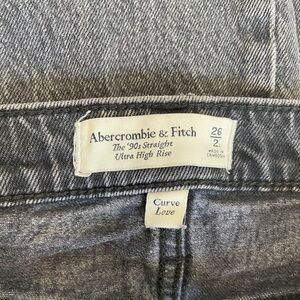 Abercrombie & Fitch
The '90s Straight
Ultra High Rise
26
2
MADE IN
CAMBODIA
Curve
Love